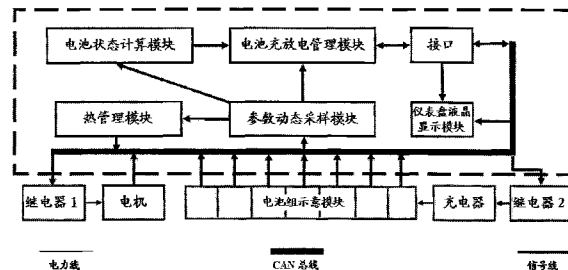 电池状态计算模块
电池充放电管理模块
接口
热管理模块
参数动态采样模块
仪表盘液晶
显示模块
继电器1
电机
电池组示意模块
充电器
继电器2
电力线
CAN 总线
信号线